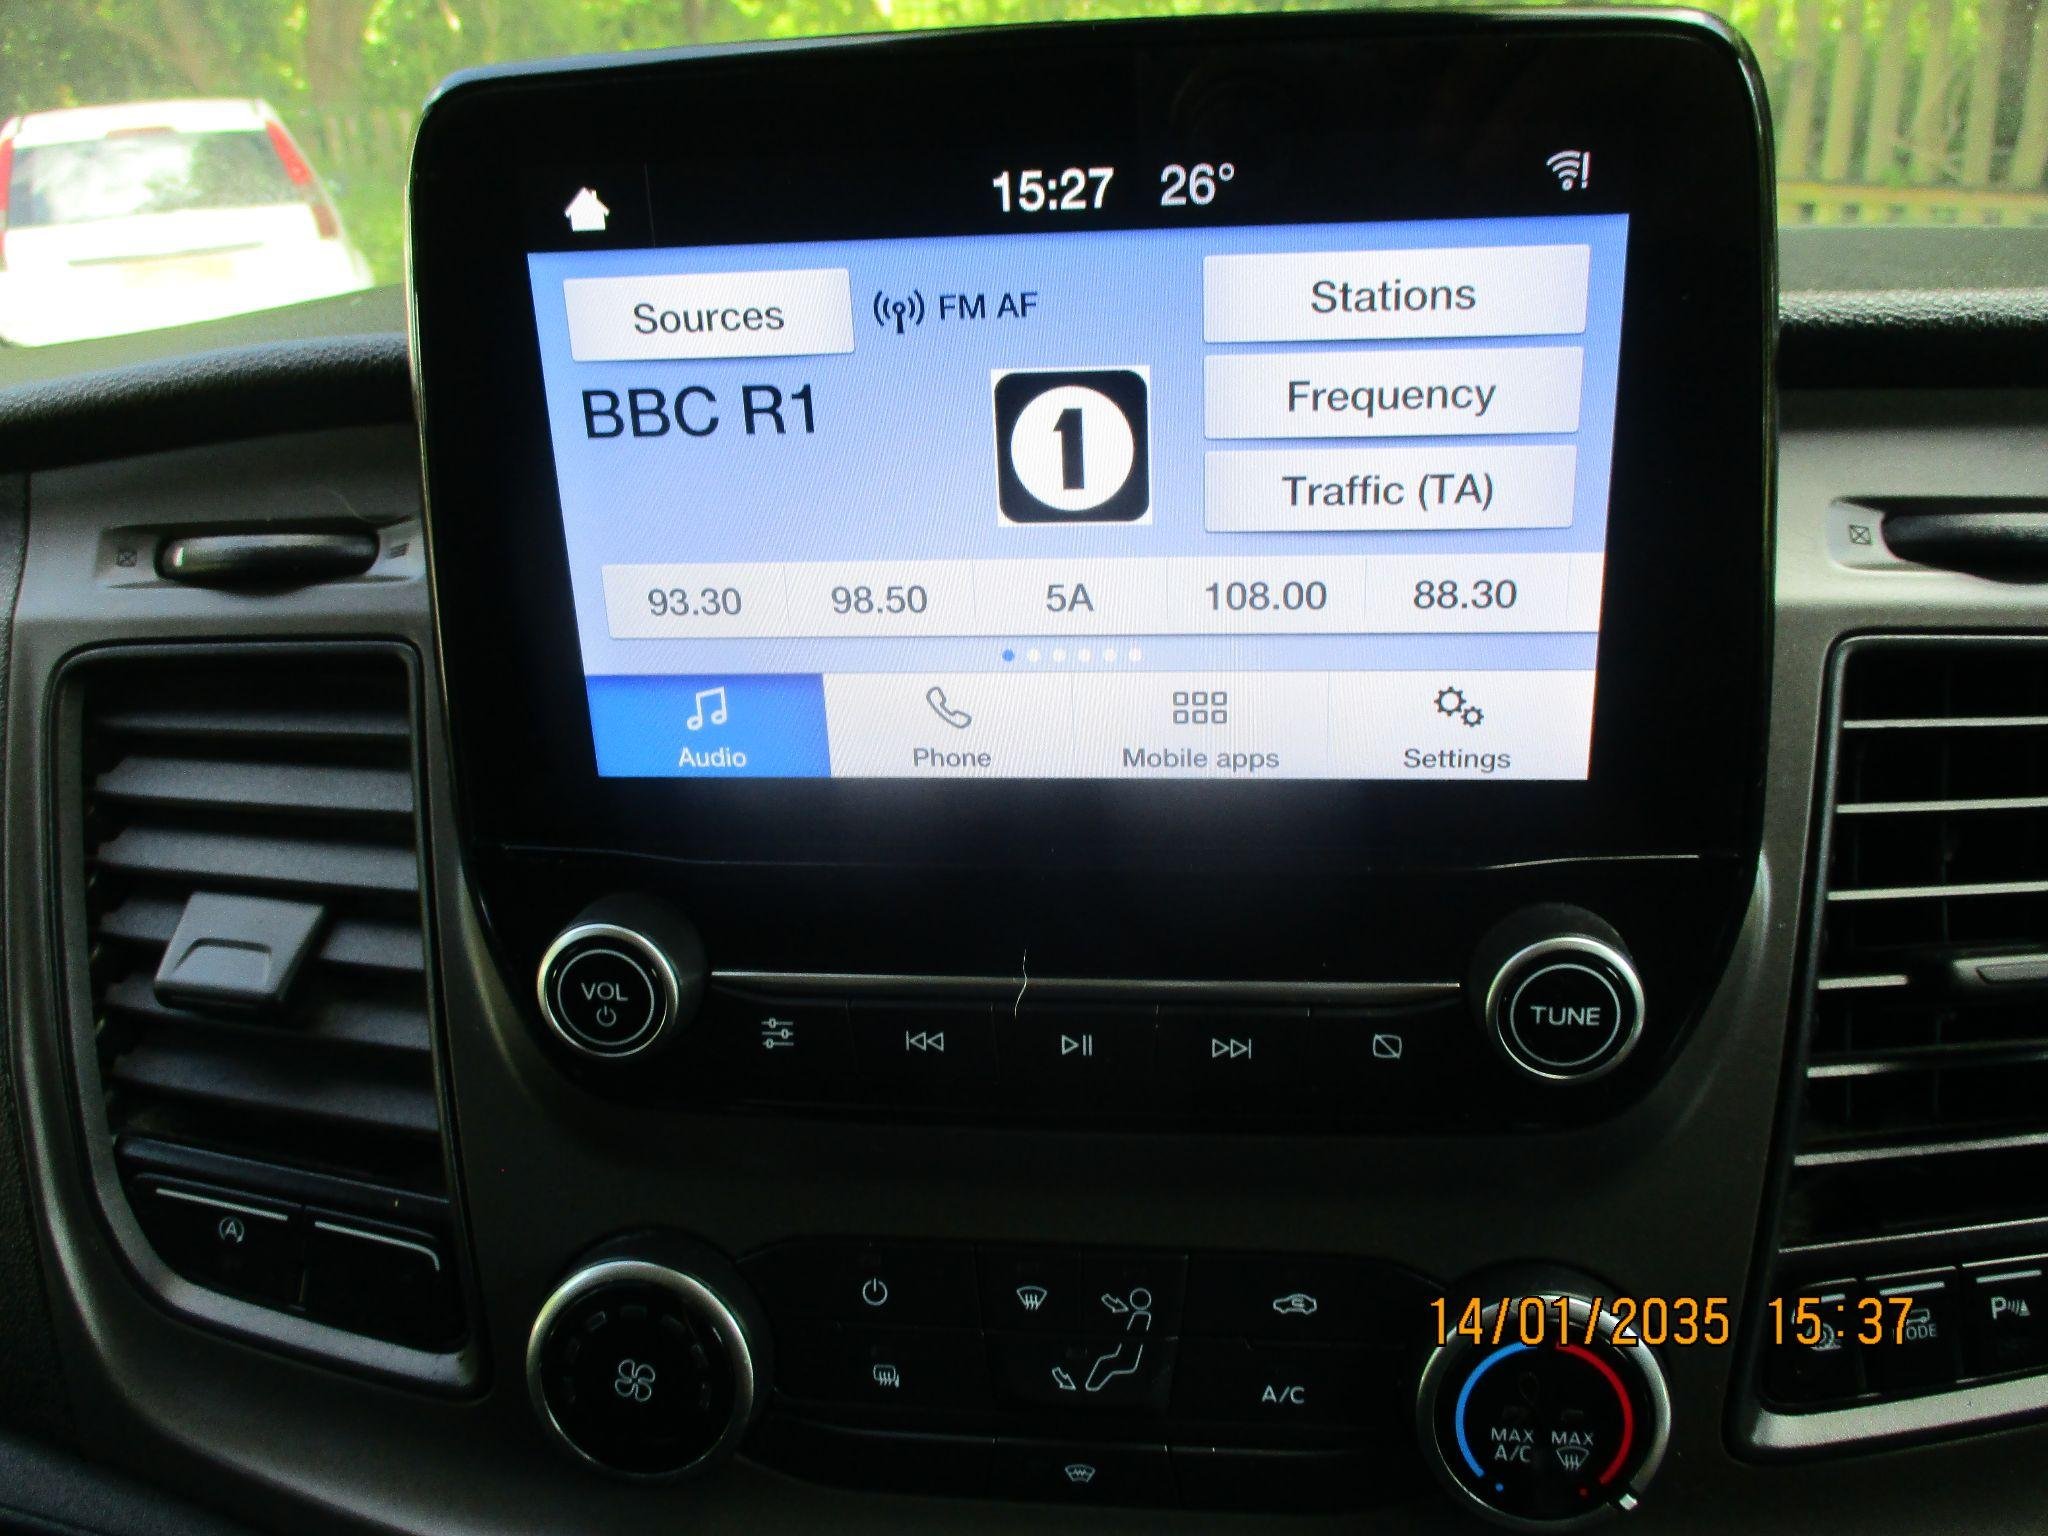 15:27 26°
Sources FM AF Stations
BBC R1 1 Frequency
Traffic (TA)
93.30 98.50 5A 108.00 88.30
Audio Phone Mobile apps Settings
VOL TUNE
A
14/01/2035 15:37
ODE P
A/C
MAX A/C MAX